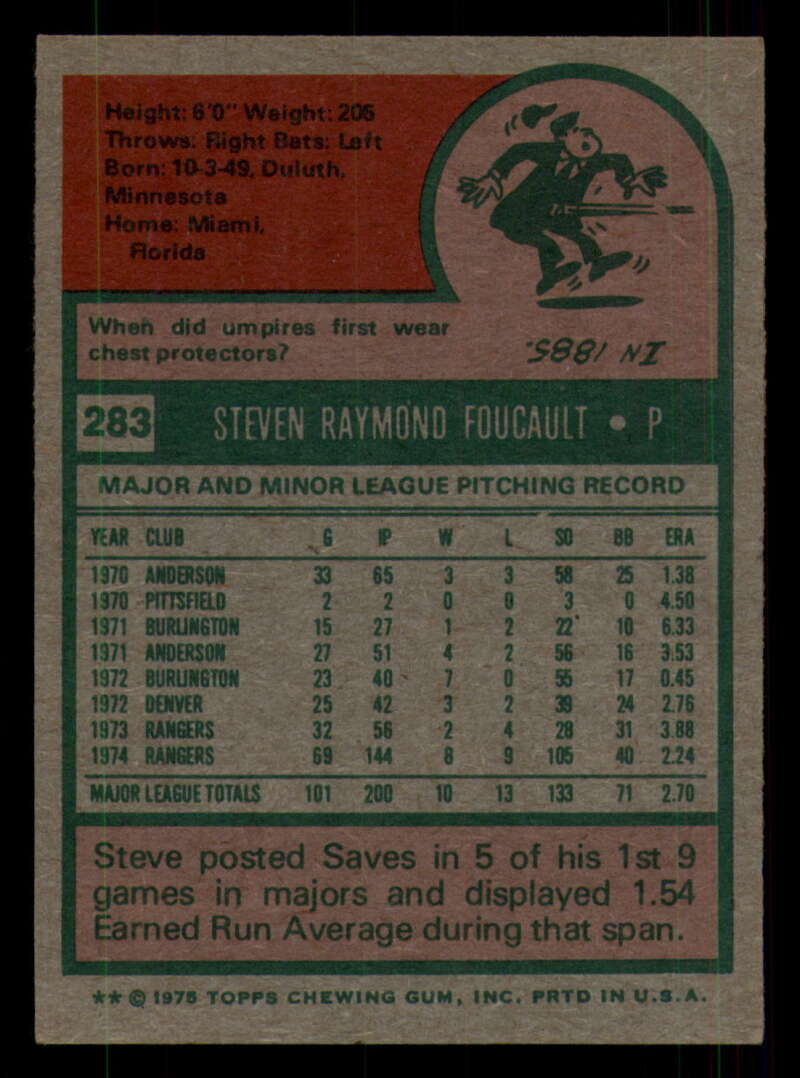 Height: 6'0" Weight: 205
Throws: Right Bats: Left
Born: 10-3-49, Duluth,
Minnesota
Home: Miami,
Florida
When did umpires first wear
chest protectors?
IN 1885.
283 STEVEN RAYMOND FOUCAULT • P
MAJOR AND MINOR LEAGUE PITCHING RECORD
YEAR CLUB G IP W L SO BB ERA
1970 ANDERSON 33 65 3 3 58 25 1.38
1970 PITTSFIELD 2 2 0 0 3 0 4.50
1971 BURLINGTON 15 27 1 2 22 10 6.33
1971 ANDERSON 27 51 4 2 56 16 3.53
1972 BURLINGTON 23 40 7 0 55 17 0.45
1972 DENVER 25 42 3 2 39 24 2.76
1973 RANGERS 32 56 2 4 28 31 3.88
1974 RANGERS 69 144 8 9 105 40 2.24
MAJOR LEAGUE TOTALS 101 200 10 13 133 71 2.70
Steve posted Saves in 5 of his 1st 9
games in majors and displayed 1.54
Earned Run Average during that span.
** © 1975 TOPPS CHEWING GUM, INC. PRTD IN U.S.A.